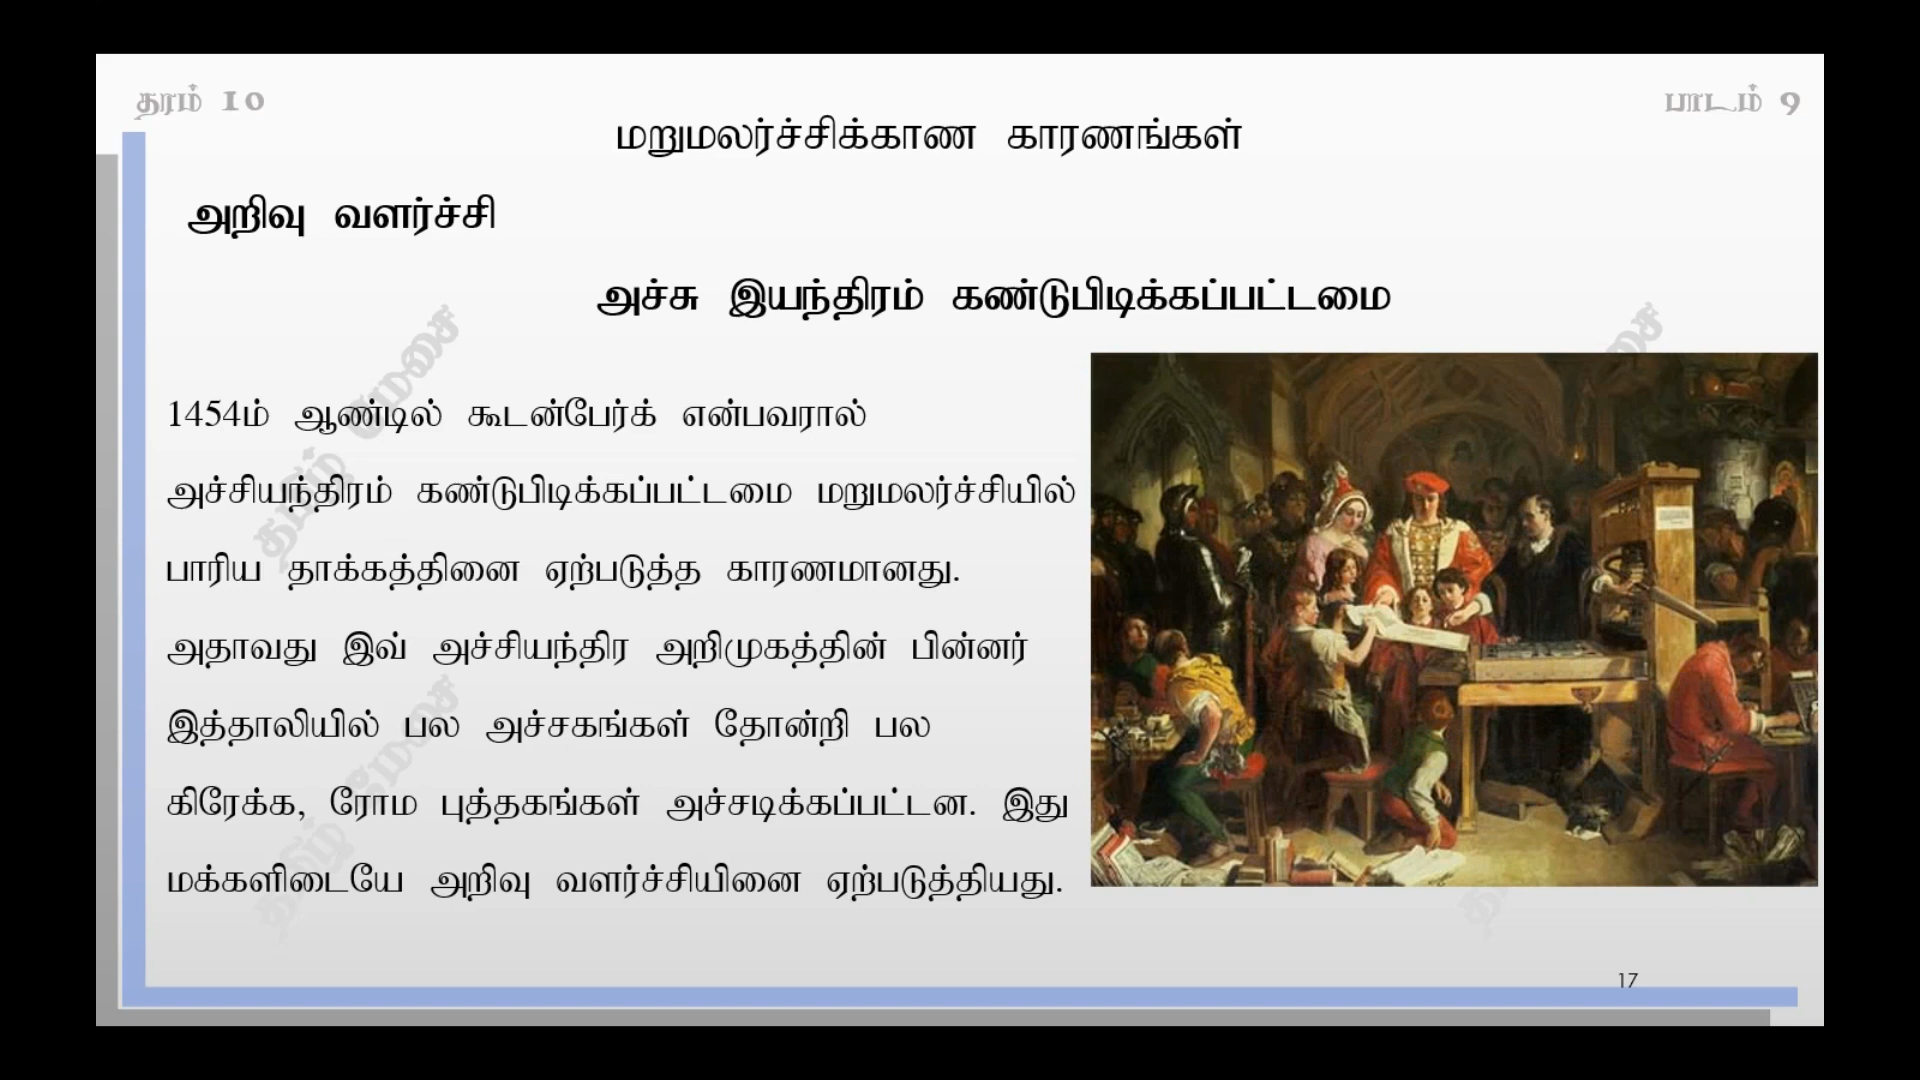 தரம் 10
பாடம் 9
மறுமலர்ச்சிக்காண காரணங்கள்
அறிவு வளர்ச்சி
அச்சு இயந்திரம் கண்டுபிடிக்கப்பட்டமை
1454ம் ஆண்டில் கூடன்பேர்க் என்பவரால்
அச்சியந்திரம் கண்டுபிடிக்கப்பட்டமை மறுமலர்ச்சியில்
பாரிய தாக்கத்தினை ஏற்படுத்த காரணமானது.
அதாவது இவ் அச்சியந்திர அறிமுகத்தின் பின்னர்
இத்தாலியில் பல அச்சகங்கள் தோன்றி பல
கிரேக்க, ரோம புத்தகங்கள் அச்சடிக்கப்பட்டன. இது
மக்களிடையே அறிவு வளர்ச்சியினை ஏற்படுத்தியது.
17